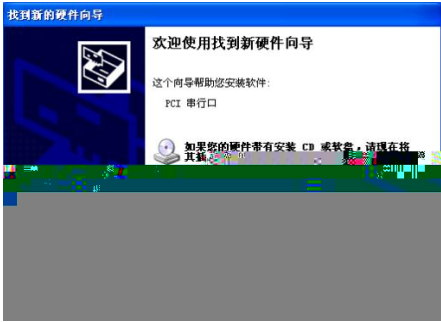 找到新的硬件向导
欢迎使用找到新硬件向导
这个向导帮助您安装软件:
PCI 串行口
如果您的硬件带有安装 CD 或软盘，请现在将
其插